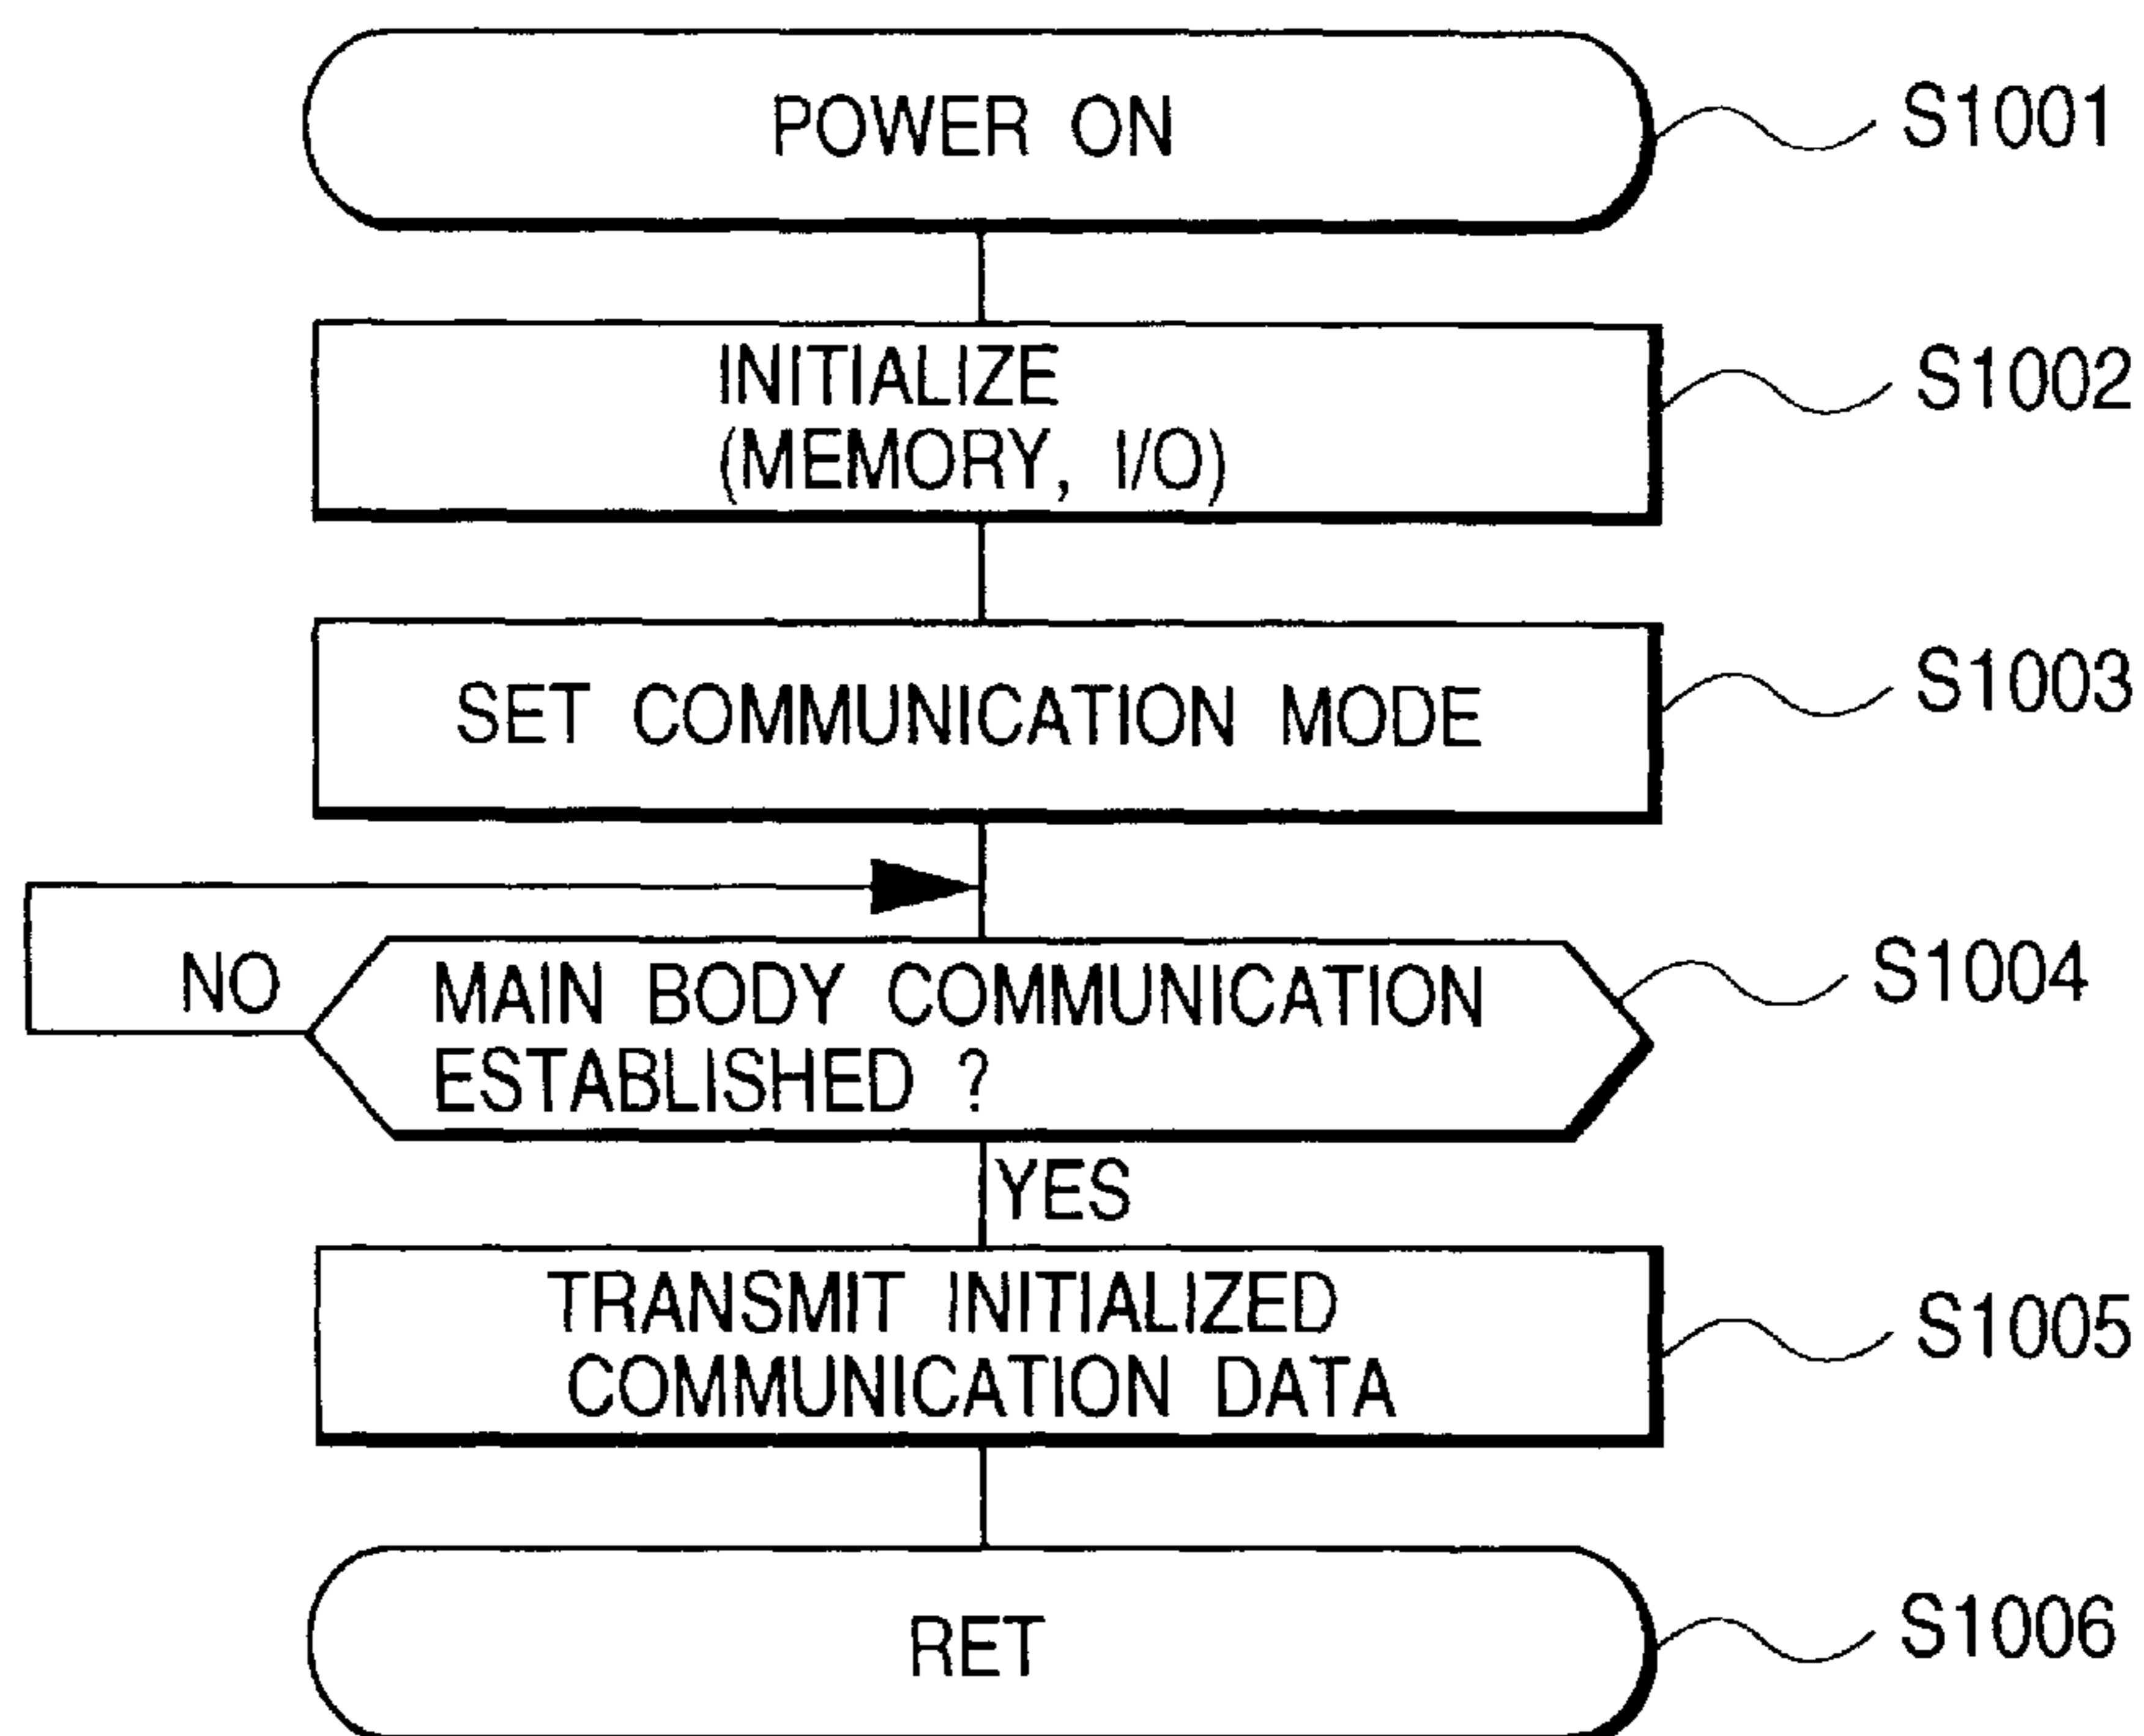 POWER ON
S1001
INITIALIZE
(MEMORY, I/O)
S1002
SET COMMUNICATION MODE
S1003
NO
MAIN BODY COMMUNICATION
ESTABLISHED ?
S1004
YES
TRANSMIT INITIALIZED
COMMUNICATION DATA
S1005
RET
S1006